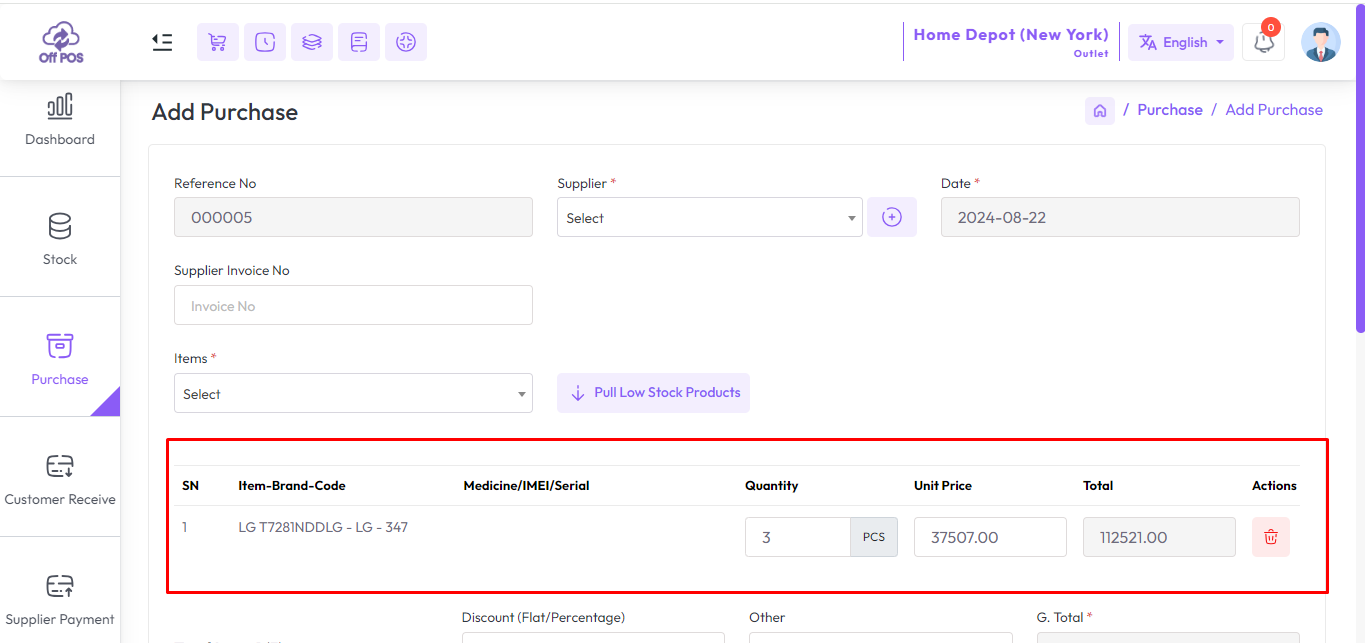 Off POS
Home Depot (New York)
Outlet
English
0
Dashboard
Stock
Purchase
Customer Receive
Supplier Payment
Add Purchase
/ Purchase / Add Purchase
Reference No
000005
Supplier *
Select
Date *
2024-08-22
Supplier Invoice No
Invoice No
Items *
Select
Pull Low Stock Products
SN Item-Brand-Code Medicine/IMEI/Serial Quantity Unit Price Total Actions
1 LG T7281NDDLG - LG - 347 3 PCS 37507.00 112521.00
Discount (Flat/Percentage) Other G. Total *